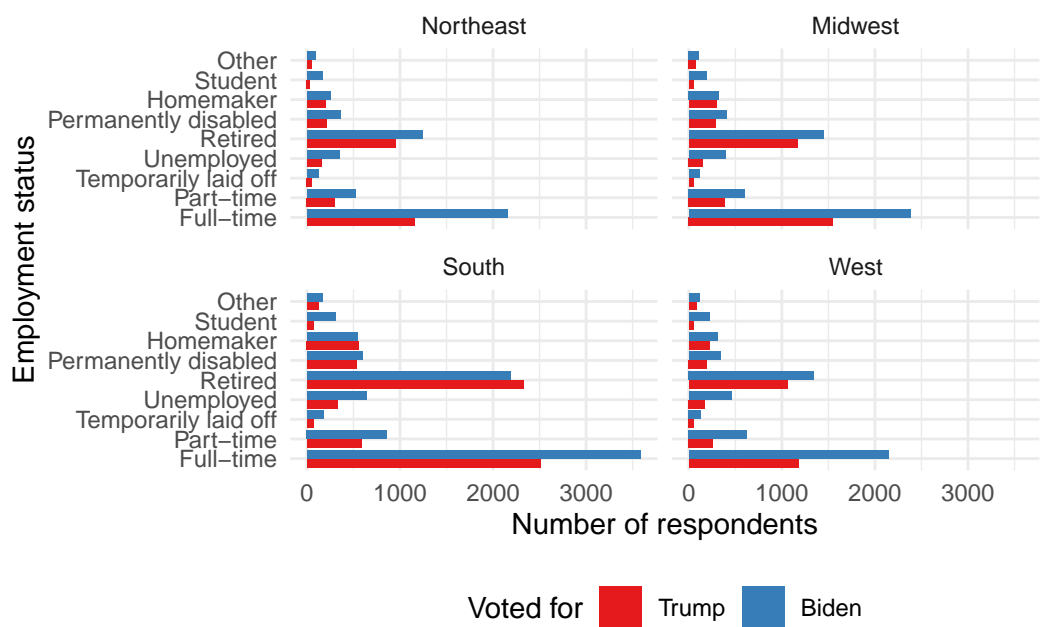 Northeast
Midwest
Other
Student
Homemaker
Permanently disabled
Retired
Unemployed
Temporarily laid off
Part−time
Full−time
South
West
Other
Student
Homemaker
Permanently disabled
Retired
Unemployed
Temporarily laid off
Part−time
Full−time
0 1000 2000 3000
0 1000 2000 3000
Number of respondents
Employment status
Voted for Trump Biden